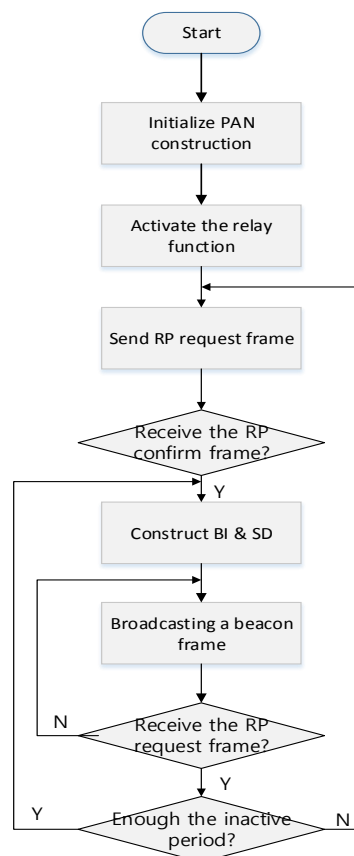 Start
Initialize PAN
construction
Activate the relay
function
Send RP request frame
Receive the RP
confirm frame?
Y
Construct BI & SD
Broadcasting a beacon
frame
N
Receive the RP
request frame?
Y
Y
Enough the inactive
period?
N